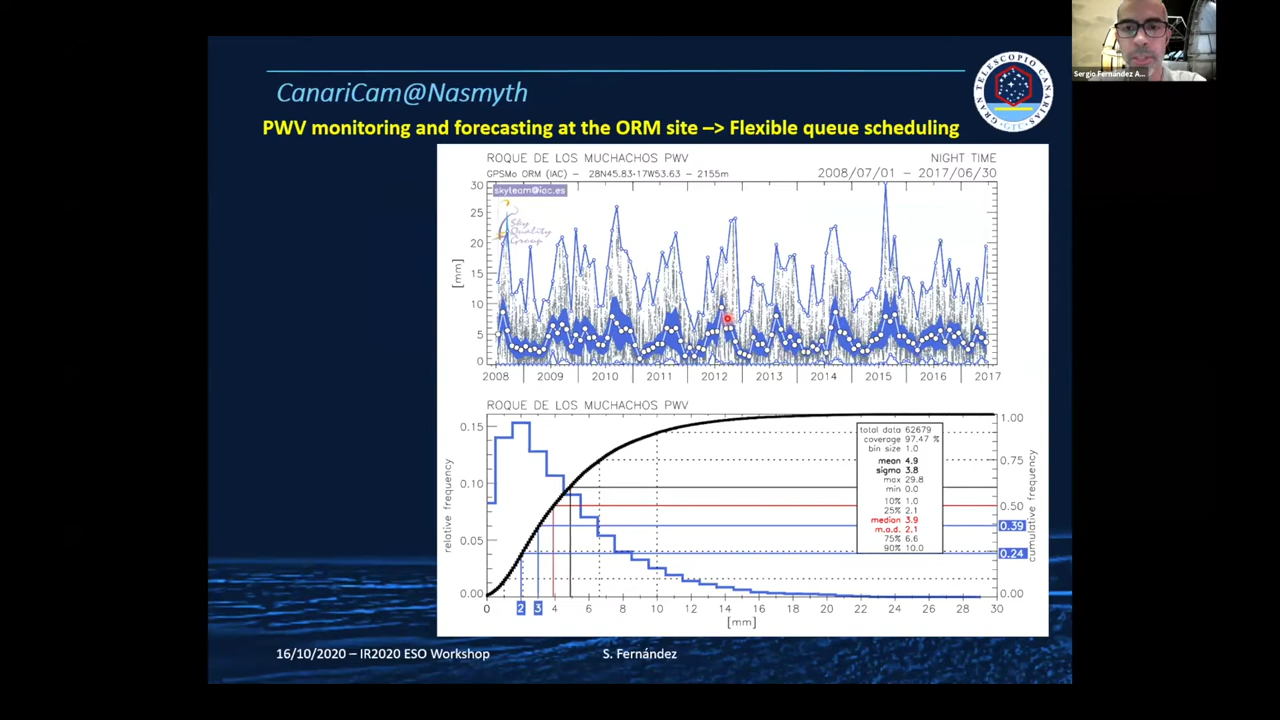 Sergio Fernández A...
CanariCam@Nasmyth
PWV monitoring and forecasting at the ORM site –> Flexible queue scheduling
GRAN TELESCOPIO CANARIAS
GTC
ROQUE DE LOS MUCHACHOS PWV
NIGHT TIME
GPSMo ORM (IAC) – 28N45.83–17W53.63 – 2155m
2008/07/01 – 2017/06/30
skyteam@iac.es
Sky
Quality
Group
30
25
20
15
10
5
0
[mm]
2008 2009 2010 2011 2012 2013 2014 2015 2016 2017
ROQUE DE LOS MUCHACHOS PWV
0.15
0.10
0.05
0.00
relative frequency
total data 62679
coverage 97.47 %
bin size 1.0
mean 4.9
sigma 3.8
max 29.8
min 0.0
10% 1.0
25% 2.1
median 3.9
m.a.d. 2.1
75% 6.6
90% 10.0
1.00
0.75
0.50
0.39
0.24
0.00
cumulative frequency
0 2 3 4 6 8 10 12 14 16 18 20 22 24 26 28 30
[mm]
16/10/2020 – IR2020 ESO Workshop
S. Fernández